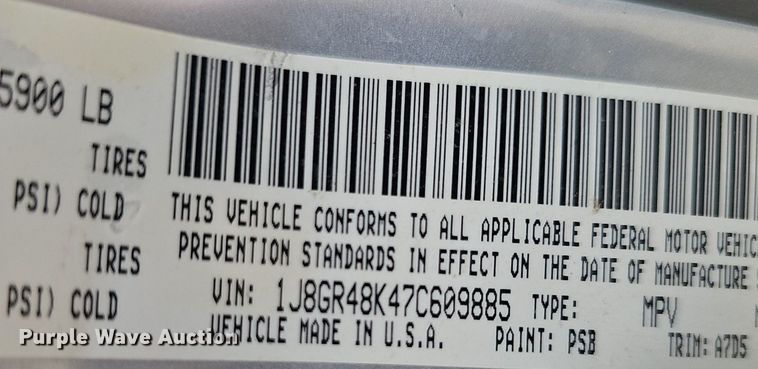 5900 LB
TIRES
PSI) COLD
TIRES
PSI) COLD
THIS VEHICLE CONFORMS TO ALL APPLICABLE FEDERAL MOTOR VEHIC
PREVENTION STANDARDS IN EFFECT ON THE DATE OF MANUFACTURE
VIN: 1J8GR48K47C609885 TYPE: MPV
VEHICLE MADE IN U.S.A. PAINT: PSB TRIM: A7D5
Purple Wave Auction